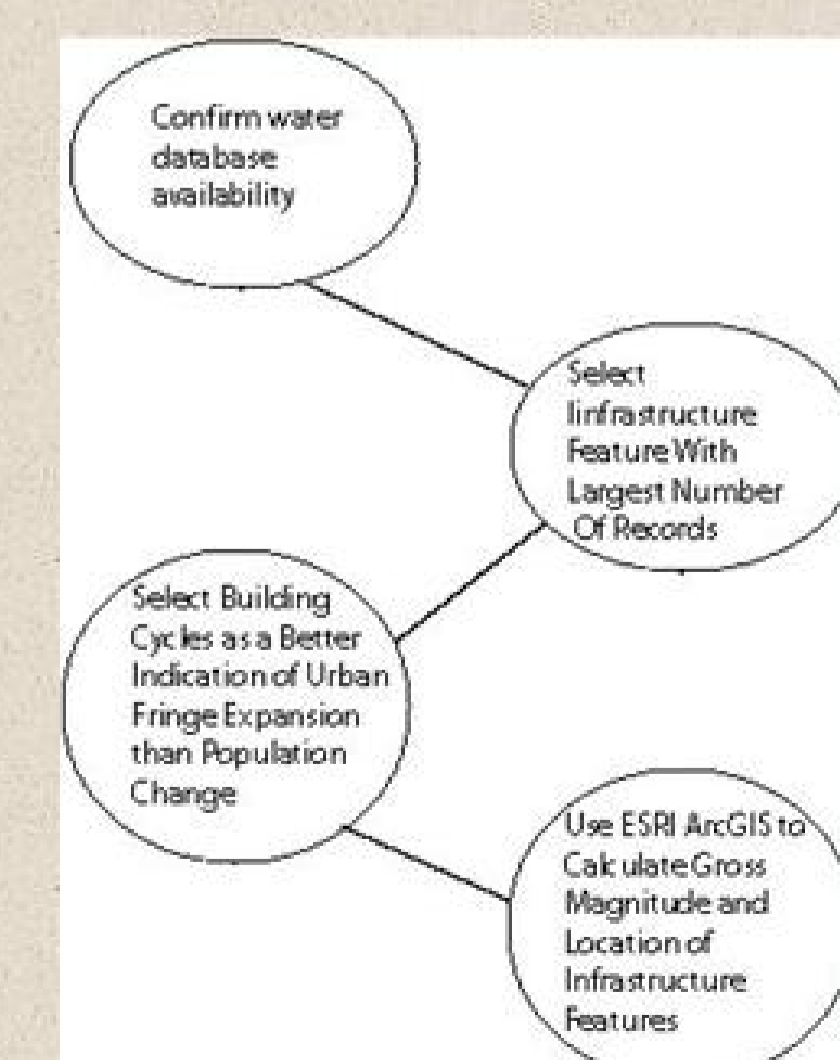 Confirm water
database
availability
Select
Iinfrastructure
Feature With
Largest Number
Of Records
Select Building
Cycles as a Better
Indication of Urban
Fringe Expansion
than Population
Change
Use ESRI ArcGIS to
Calculate Gross
Magnitude and
Location of
Infrastructure
Features